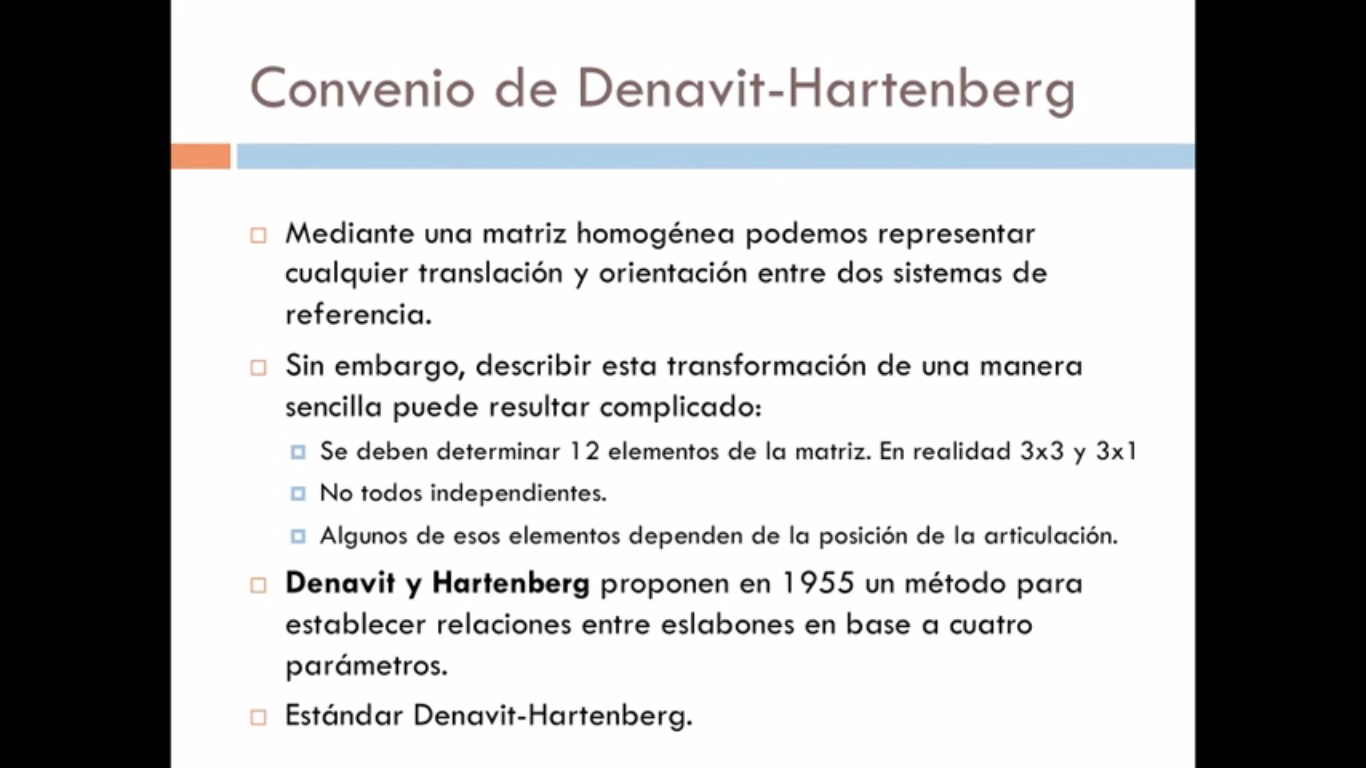 Convenio de Denavit-Hartenberg
Mediante una matriz homogénea podemos representar
cualquier translación y orientación entre dos sistemas de
referencia.
Sin embargo, describir esta transformación de una manera
sencilla puede resultar complicado:
Se deben determinar 12 elementos de la matriz. En realidad 3x3 y 3x1
No todos independientes.
Algunos de esos elementos dependen de la posición de la articulación.
Denavit y Hartenberg proponen en 1955 un método para
establecer relaciones entre eslabones en base a cuatro
parámetros.
Estándar Denavit-Hartenberg.